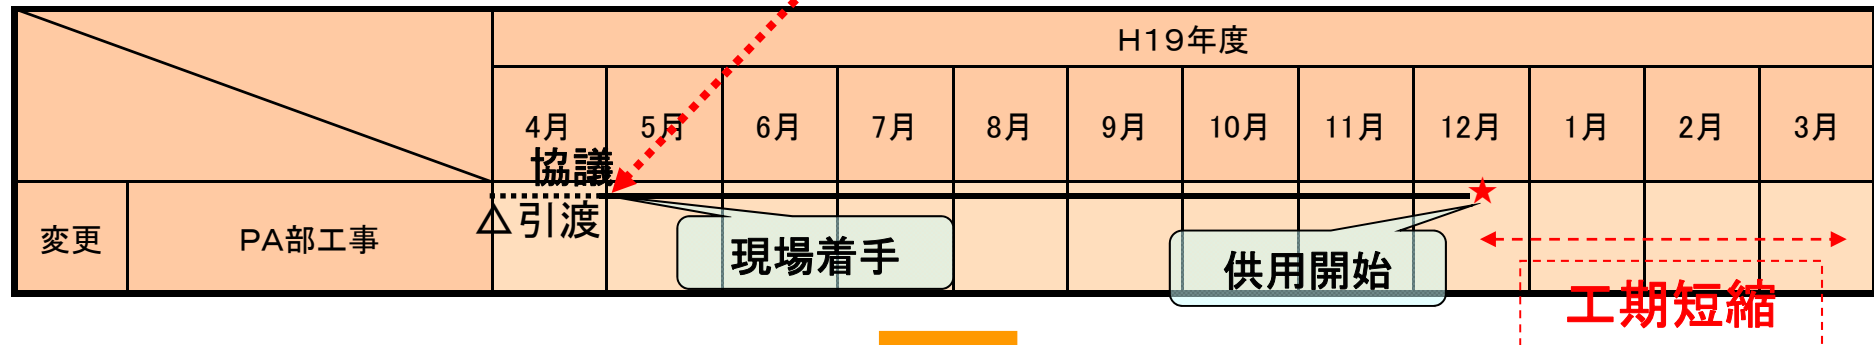 H19年度
4月 5月 6月 7月 8月 9月 10月 11月 12月 1月 2月 3月
協議
変更 PA部工事
△引渡
現場着手
供用開始
工期短縮